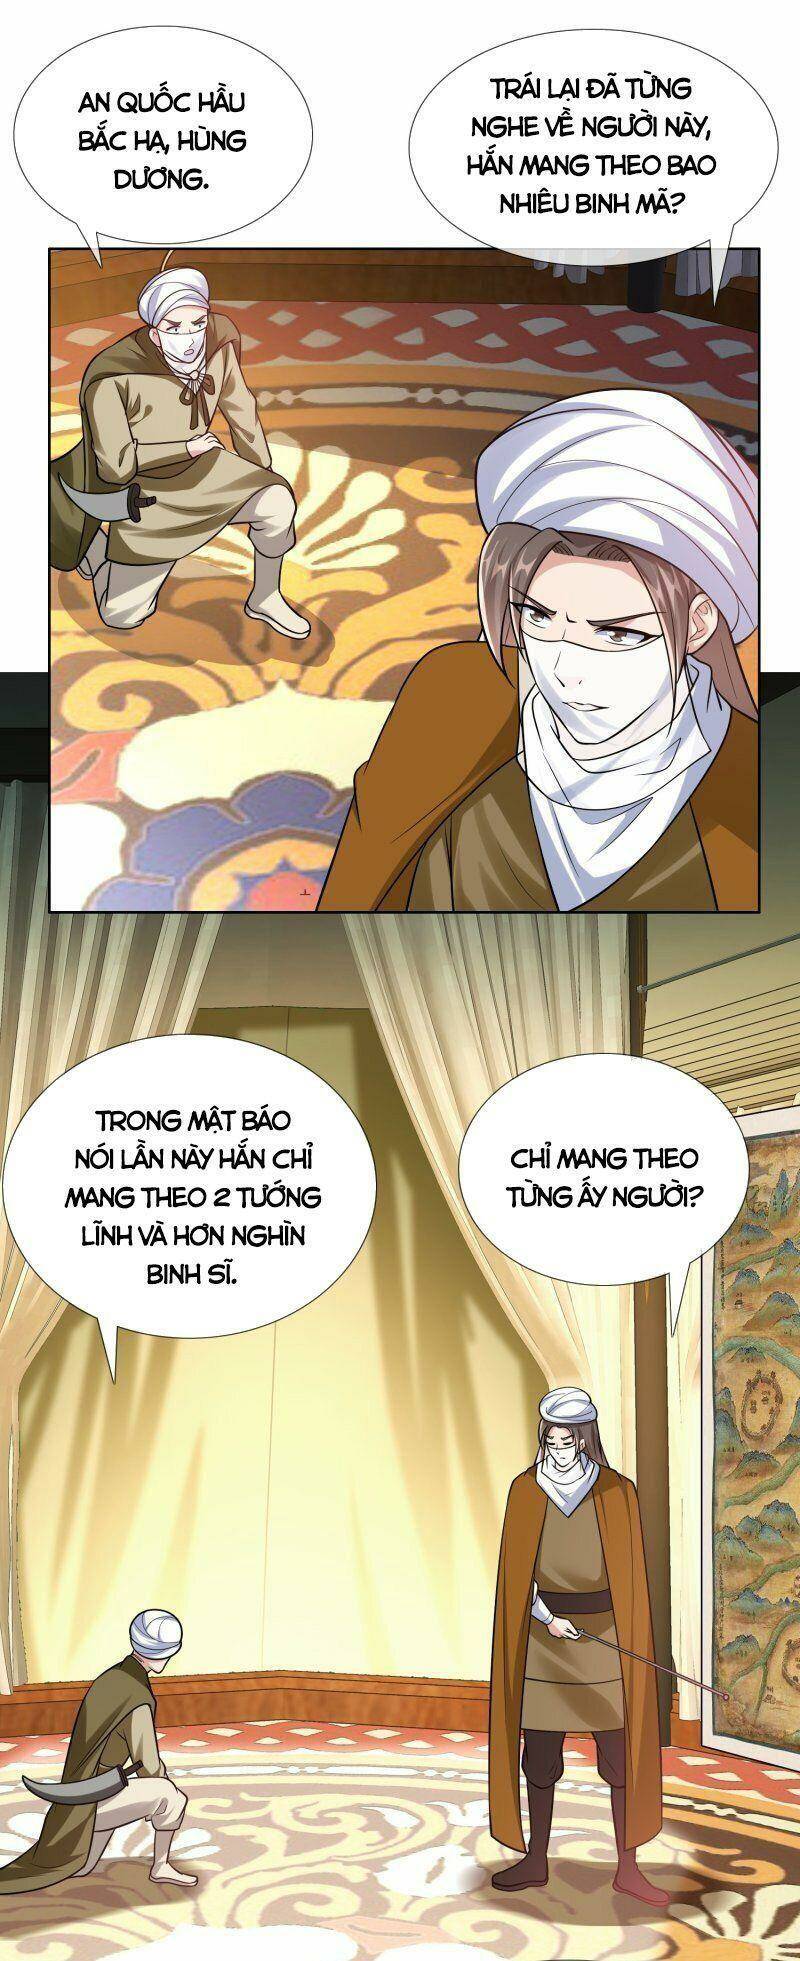 AN QUỐC HẦU
BẮC HẠ, HÙNG
DƯƠNG.
TRÁI LẠI ĐÃ TỪNG
NGHE VỀ NGƯỜI NÀY,
HẮN MANG THEO BAO
NHIÊU BINH MÃ?
TRONG MẬT BÁO
NÓI LẦN NÀY HẮN CHỈ
MANG THEO 2 TƯỚNG
LĨNH VÀ HƠN NGHÌN
BINH SĨ.
CHỈ MANG THEO
TỪNG ẤY NGƯỜI?